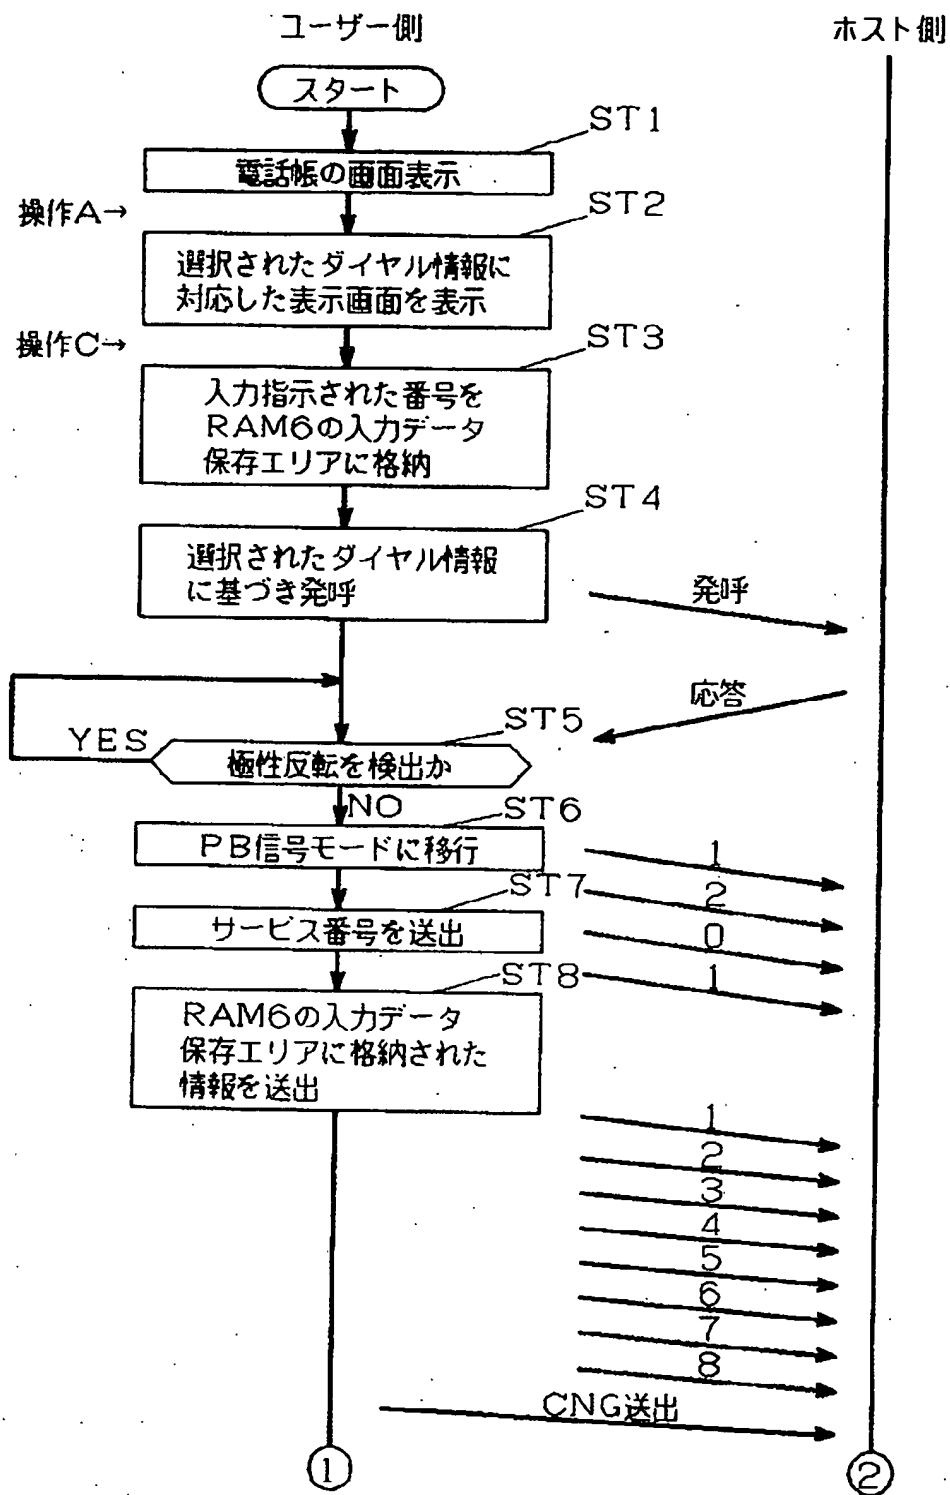 ユーザー側
ホスト側
スタート
ST1
電話帳の画面表示
操作A→
ST2
選択されたダイヤル情報に
対応した表示画面を表示
操作C→
ST3
入力指示された番号を
RAM6の入力データ
保存エリアに格納
ST4
選択されたダイヤル情報
に基づき発呼
発呼
応答
ST5
YES
極性反転を検出か
NO
ST6
PB信号モードに移行
1
ST7
2
サービス番号を送出
0
ST8
1
RAM6の入力データ
保存エリアに格納された
情報を送出
1
2
3
4
5
6
7
8
CNG送出
1
2